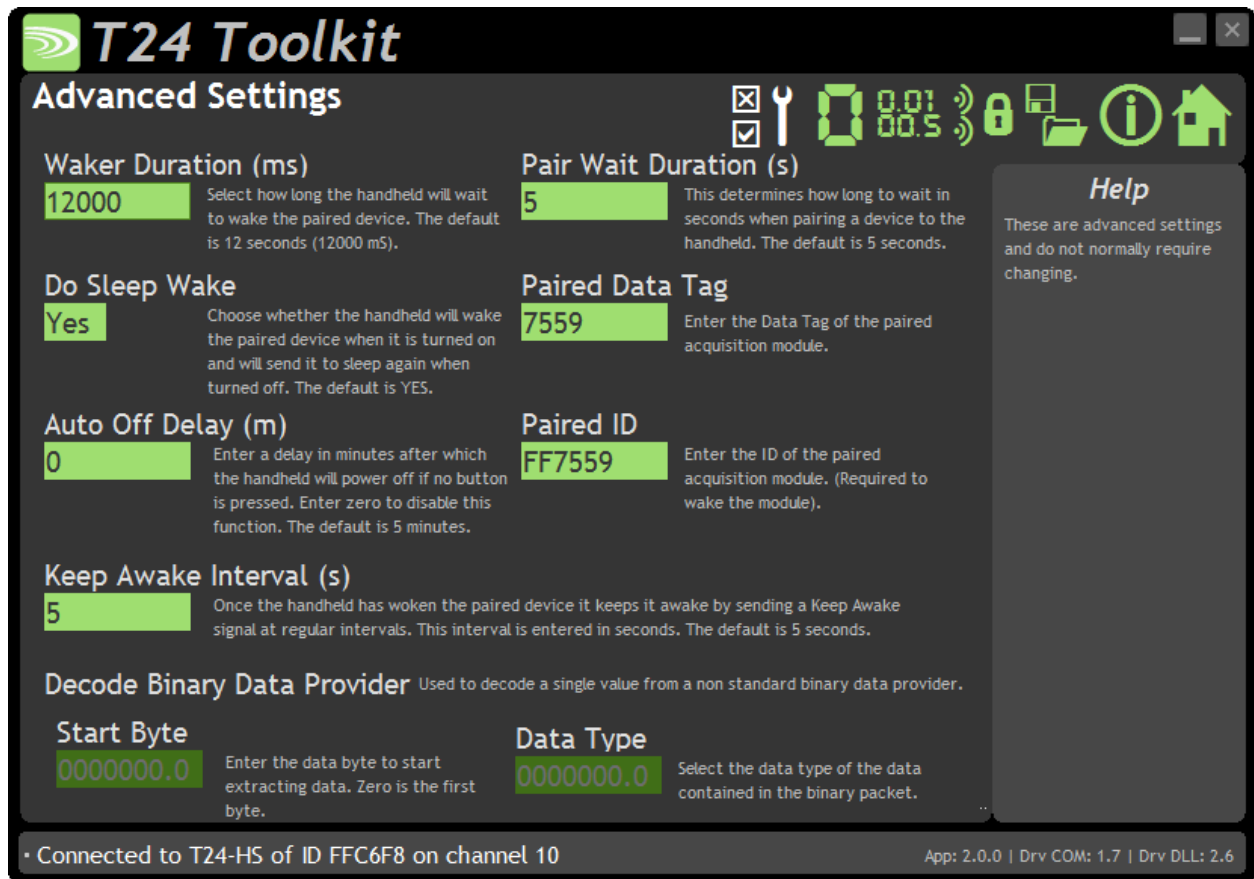 T24 Toolkit
Advanced Settings
0 0.01
00.5
Waker Duration (ms)
12000
Select how long the handheld will wait
to wake the paired device. The default
is 12 seconds (12000 mS).
Pair Wait Duration (s)
5
This determines how long to wait in
seconds when pairing a device to the
handheld. The default is 5 seconds.
Do Sleep Wake
Yes
Choose whether the handheld will wake
the paired device when it is turned on
and will send it to sleep again when
turned off. The default is YES.
Paired Data Tag
7559
Enter the Data Tag of the paired
acquisition module.
Auto Off Delay (m)
0
Enter a delay in minutes after which
the handheld will power off if no button
is pressed. Enter zero to disable this
function. The default is 5 minutes.
Paired ID
FF7559
Enter the ID of the paired
acquisition module. (Required to
wake the module).
Keep Awake Interval (s)
5
Once the handheld has woken the paired device it keeps it awake by sending a Keep Awake
signal at regular intervals. This interval is entered in seconds. The default is 5 seconds.
Decode Binary Data Provider Used to decode a single value from a non standard binary data provider.
Start Byte
0000000.0
Enter the data byte to start
extracting data. Zero is the first
byte.
Data Type
0000000.0
Select the data type of the data
contained in the binary packet.
Help
These are advanced settings
and do not normally require
changing.
Connected to T24-HS of ID FFC6F8 on channel 10
App: 2.0.0 | Drv COM: 1.7 | Drv DLL: 2.6